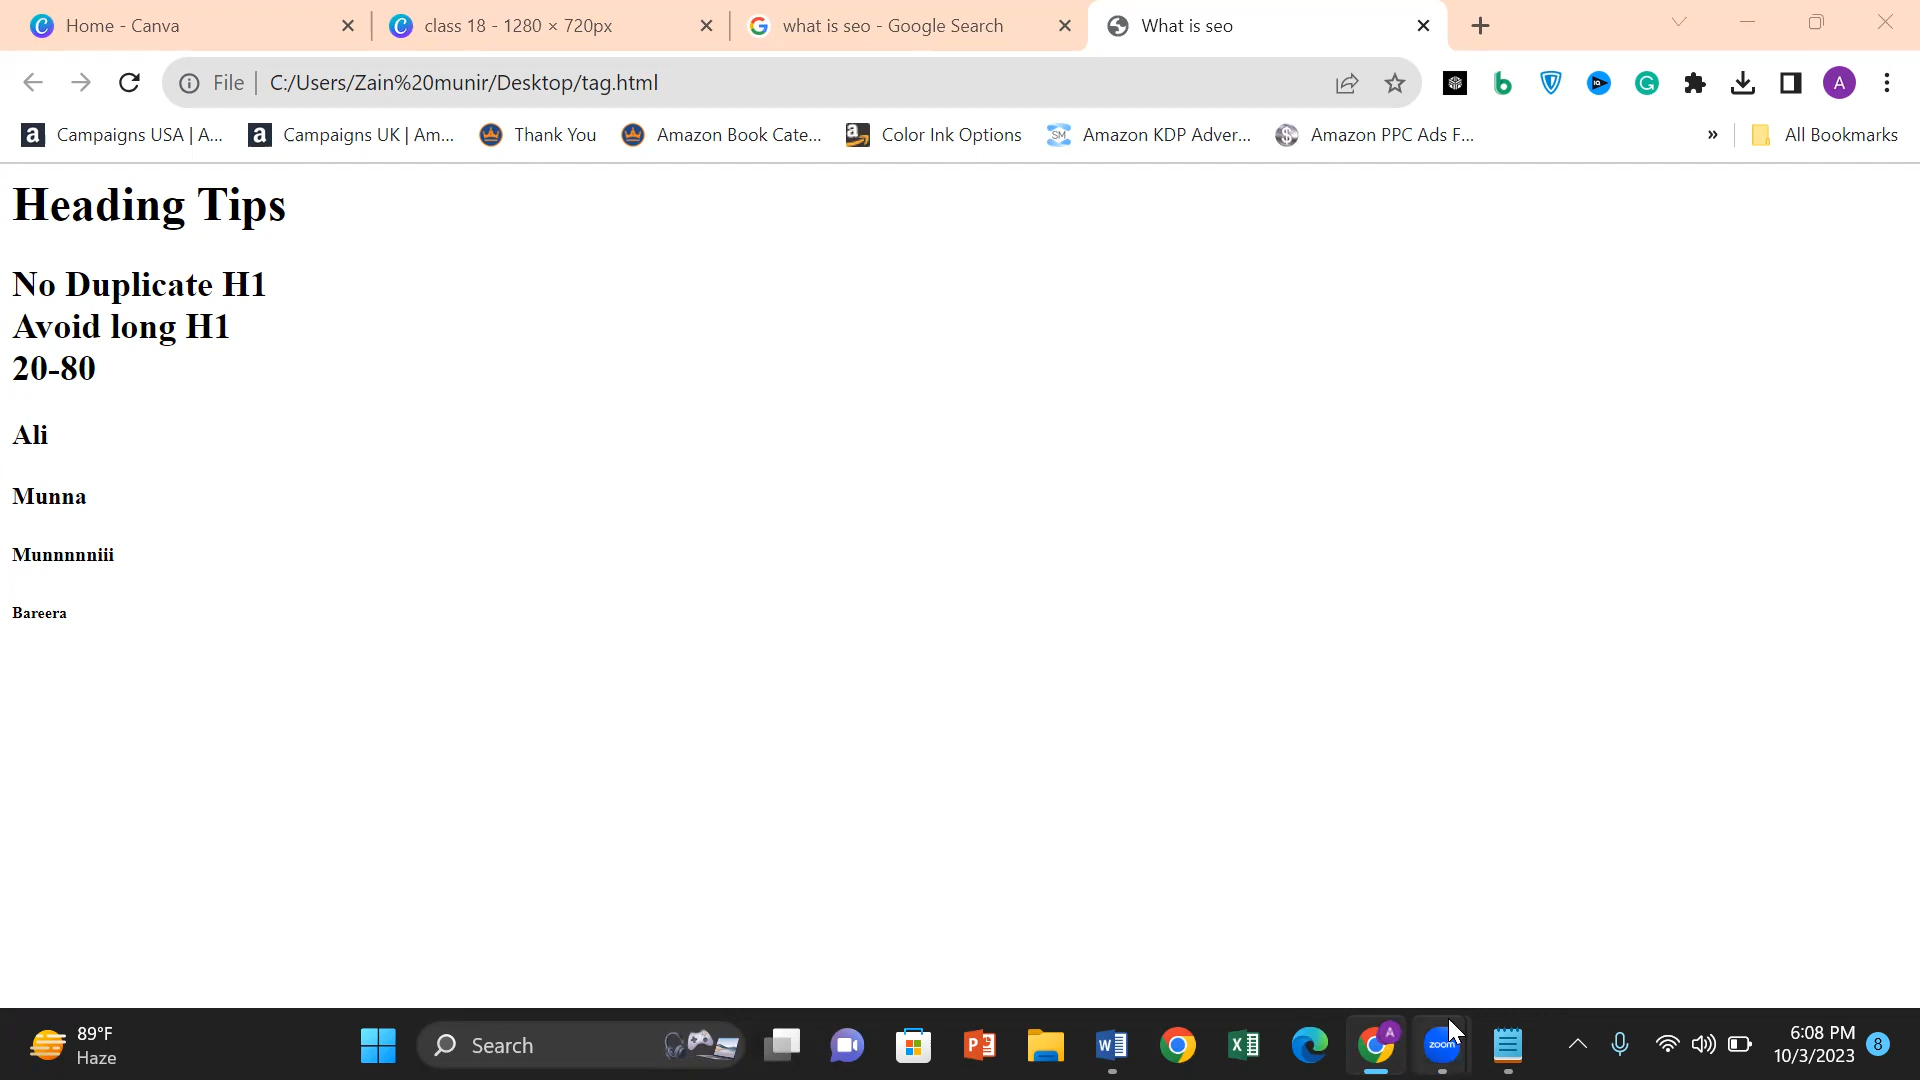 Home - Canva
class 18 - 1280 × 720px
what is seo - Google Search
What is seo
File
C:/Users/Zain%20munir/Desktop/tag.html
Campaigns USA | A...
Campaigns UK | Am...
Thank You
Amazon Book Cate...
Color Ink Options
Amazon KDP Adver...
Amazon PPC Ads F...
»
All Bookmarks
Heading Tips
No Duplicate H1
Avoid long H1
20-80
Ali
Munna
Munnnnniii
Bareera
89°F
Haze
Search
zoom
6:08 PM
10/3/2023
8